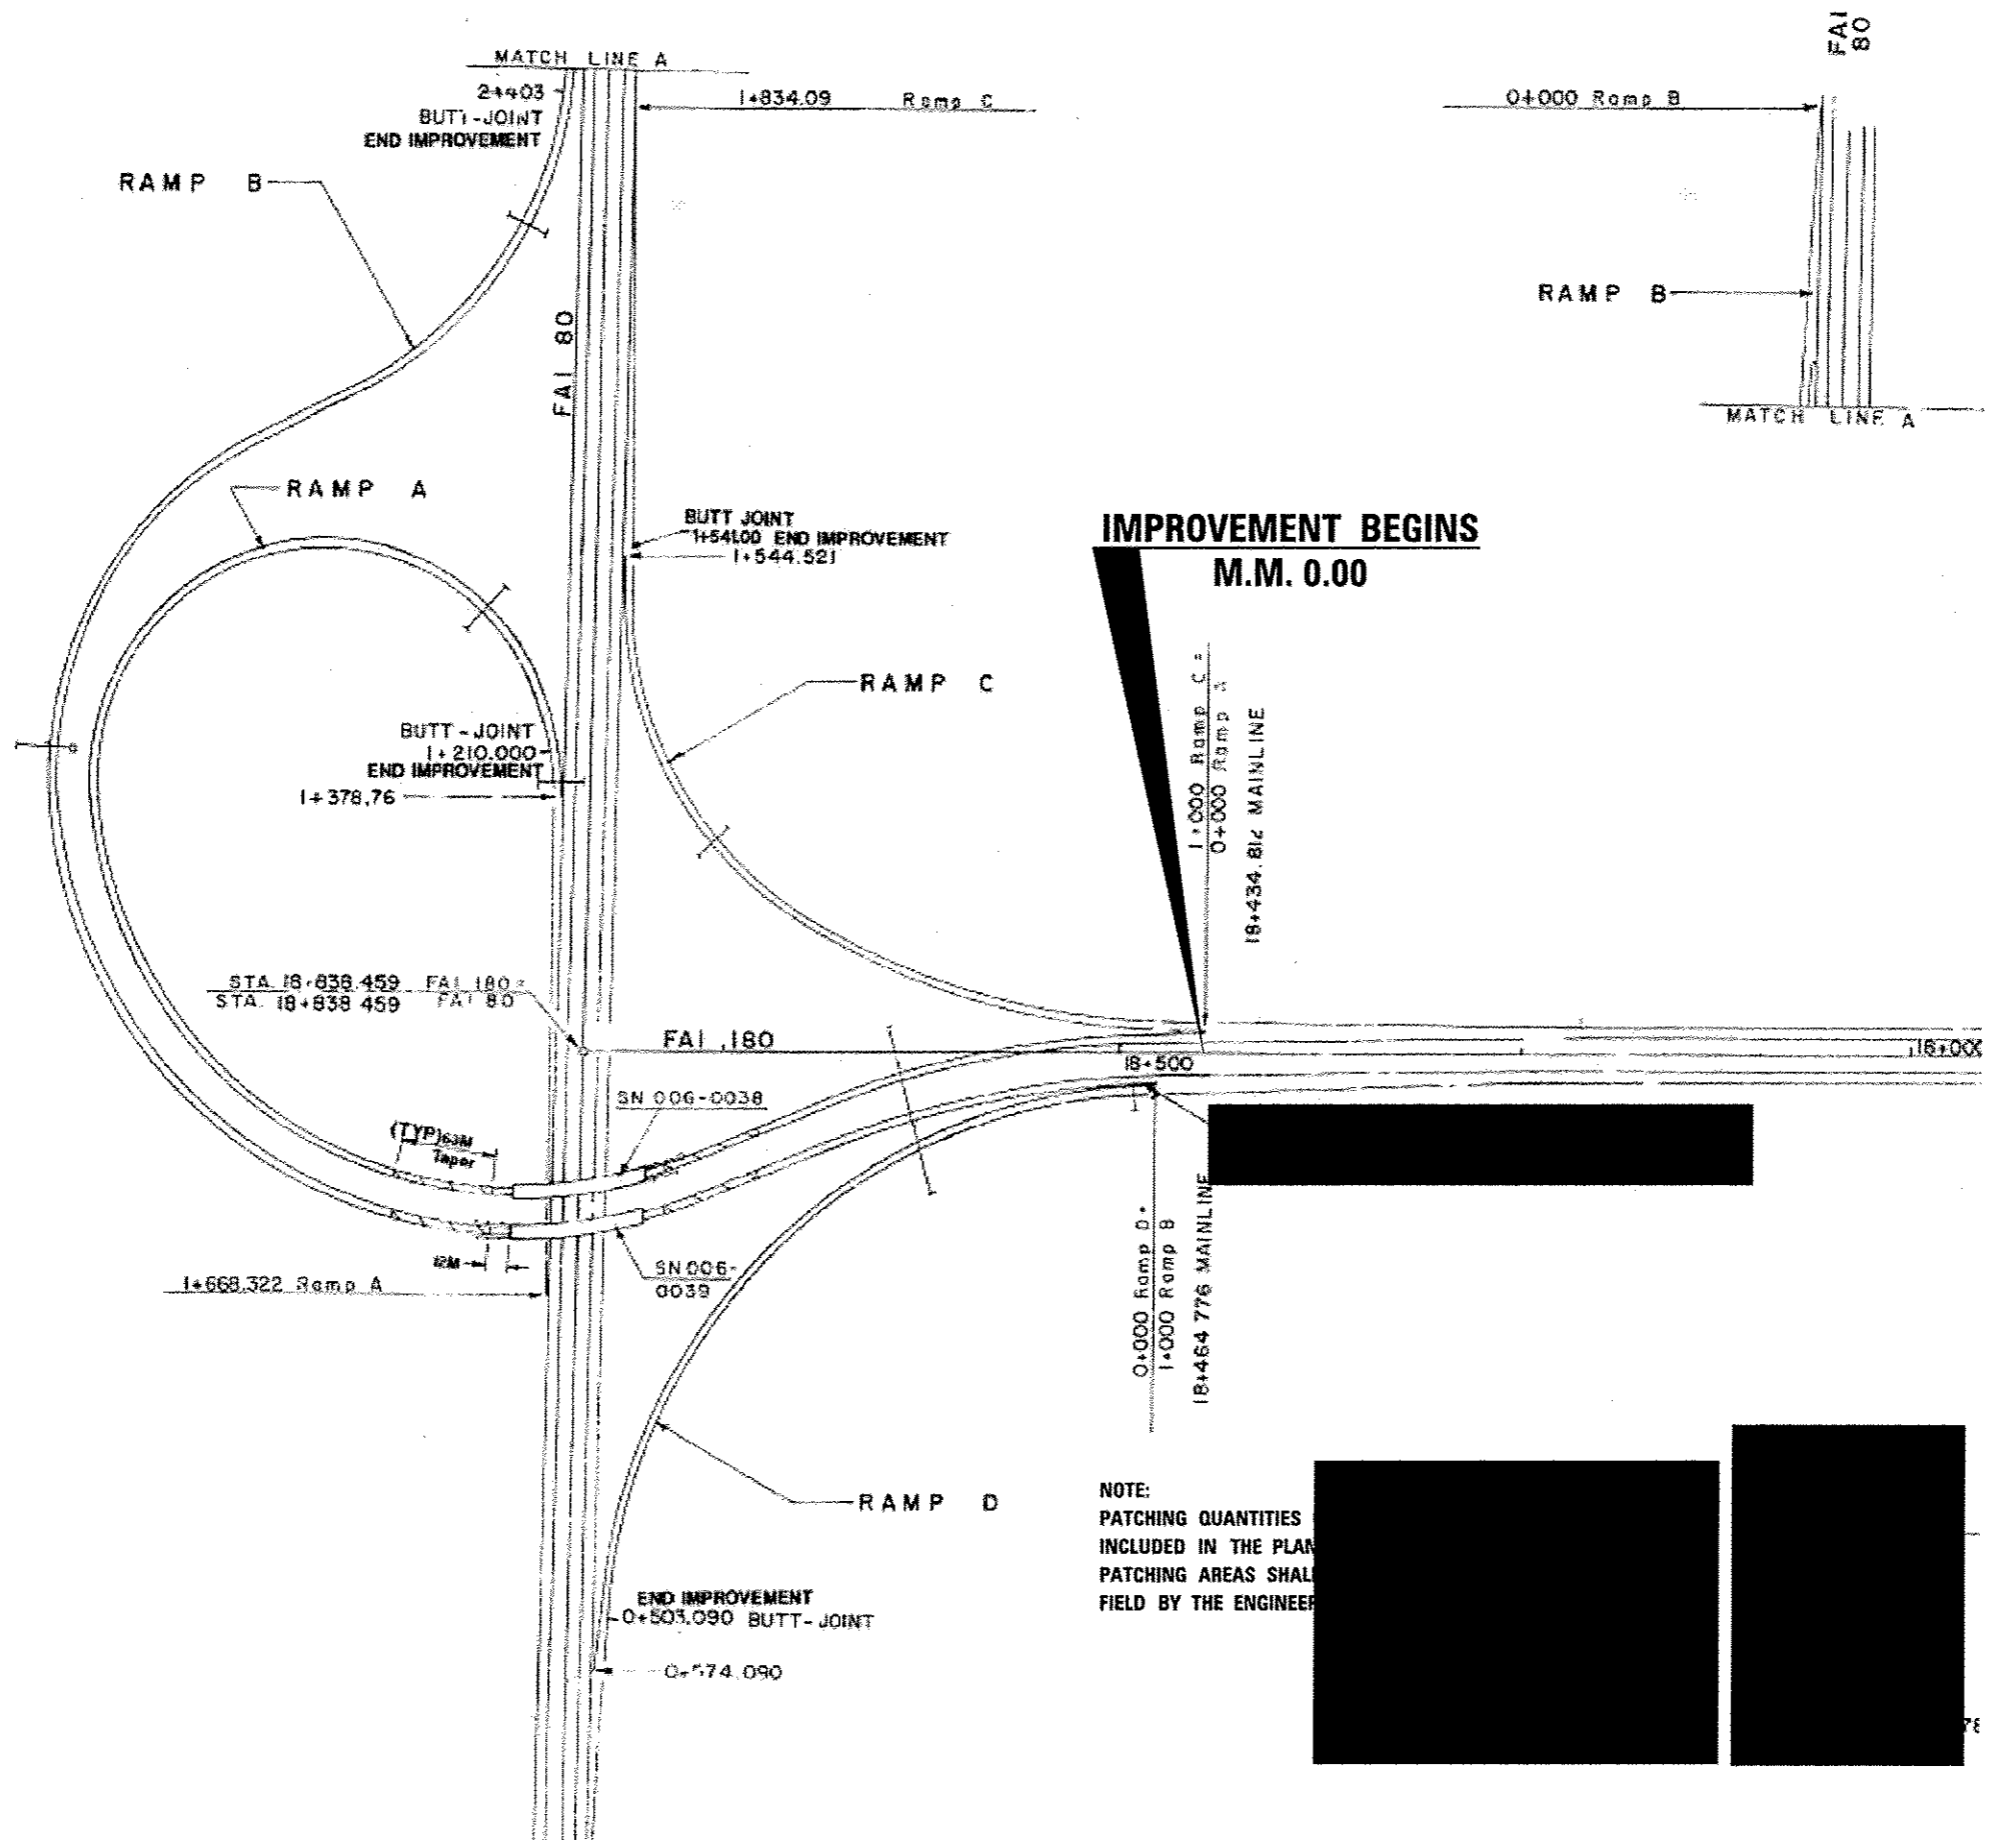 MATCH LINE A
2+403
BUTT-JOINT
END IMPROVEMENT
1+834.09 Ramp C
0+000 Ramp B
FAI
80
RAMP B
RAMP B
MATCH LINE A
FAI 80
RAMP A
BUTT JOINT
1+541.00 END IMPROVEMENT
1+544.521
IMPROVEMENT BEGINS
M.M. 0.00
RAMP C
BUTT-JOINT
1+210.000
END IMPROVEMENT
1+378.76
1+000 Ramp C =
0+000 Ramp A
18+434.812 MAINLINE
STA. 18+838.459 FAI 180 =
STA. 18+838.459 FAI 80
FAI 180
18+500
18+000
SN 006-0038
(TYP)
Taper
12M
SN 006-
0039
1+668.322 Ramp A
0+000 Ramp D =
1+000 Ramp B
18+464.776 MAINLINE
RAMP D
NOTE:
PATCHING QUANTITIES
INCLUDED IN THE PLAN
PATCHING AREAS SHAL
FIELD BY THE ENGINEER
END IMPROVEMENT
0+503.090 BUTT-JOINT
0+574.090
78